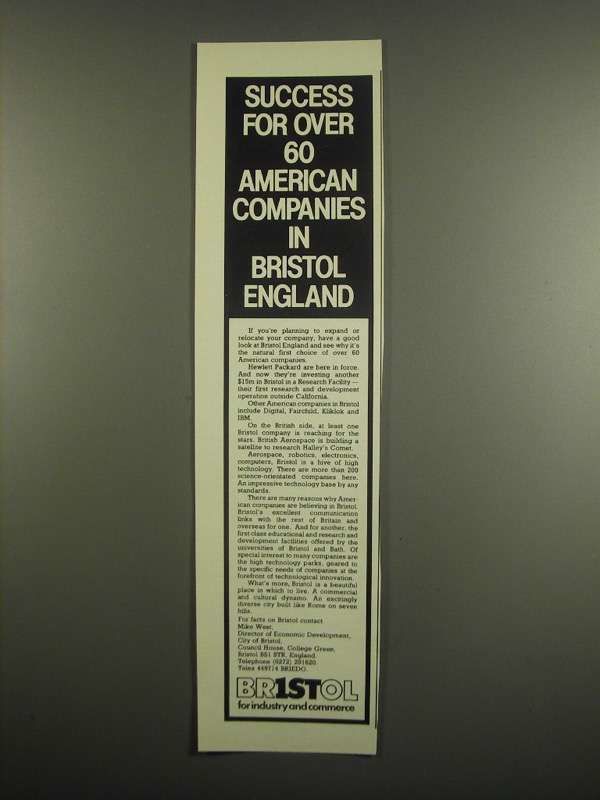 SUCCESS
FOR OVER
60
AMERICAN
COMPANIES
IN
BRISTOL
ENGLAND
If you're planning to expand or
relocate your company, have a good
look at Bristol England and see why it's
the natural first choice of over 60
American companies.
Hewlett Packard are here in force.
And now they're investing another
$15m in Bristol in a Research Facility —
their first research and development
operation outside California.
Other American companies in Bristol
include Digital, Fairchild, Kliklok and
IBM.
On the British side, at least one
Bristol company is reaching for the
stars. British Aerospace is building a
satellite to research Halley's Comet.
Aerospace, robotics, electronics,
computers, Bristol is a hive of high
technology. There are more than 200
science-orientated companies here.
An impressive technology base by any
standards.
There are many reasons why Amer-
ican companies are believing in Bristol.
Bristol's excellent communication
links with the rest of Britain and
overseas for one. And for another, the
first class educational and research and
development facilities offered by the
universities of Bristol and Bath. Of
special interest to many companies are
the high technology parks, geared to
the specific needs of companies at the
forefront of technological innovation.
What's more, Bristol is a beautiful
place in which to live. A commercial
and cultural dynamo. An excitingly
diverse city built like Rome on seven
hills.
For facts on Bristol contact
Mike West,
Director of Economic Development,
City of Bristol,
Council House, College Green,
Bristol BS1 5TR, England.
Telephone (0272) 291620.
Telex 449714 BRIEDO.
BR1STOL
for industry and commerce